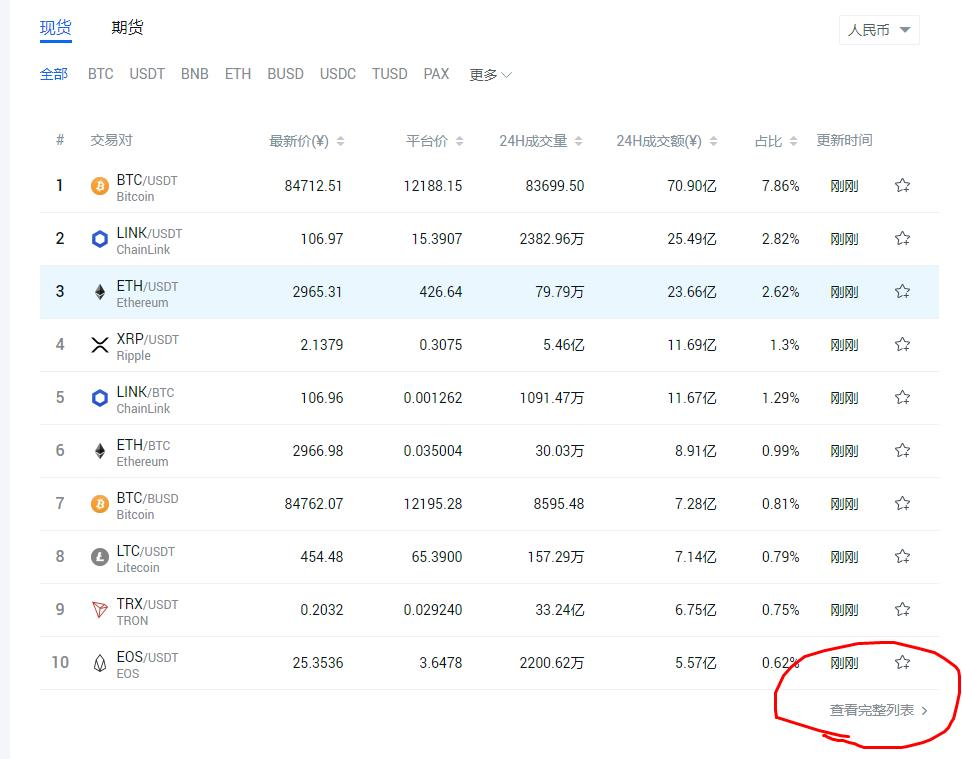 现货 期货 人民币
全部 BTC USDT BNB ETH BUSD USDC TUSD PAX 更多
# 交易对 最新价(¥) 平台价 24H成交量 24H成交额(¥) 占比 更新时间
1 BTC/USDT 84712.51 12188.15 83699.50 70.90亿 7.86% 刚刚
Bitcoin
2 LINK/USDT 106.97 15.3907 2382.96万 25.49亿 2.82% 刚刚
ChainLink
3 ETH/USDT 2965.31 426.64 79.79万 23.66亿 2.62% 刚刚
Ethereum
4 XRP/USDT 2.1379 0.3075 5.46亿 11.69亿 1.3% 刚刚
Ripple
5 LINK/BTC 106.96 0.001262 1091.47万 11.67亿 1.29% 刚刚
ChainLink
6 ETH/BTC 2966.98 0.035004 30.03万 8.91亿 0.99% 刚刚
Ethereum
7 BTC/BUSD 84762.07 12195.28 8595.48 7.28亿 0.81% 刚刚
Bitcoin
8 LTC/USDT 454.48 65.3900 157.29万 7.14亿 0.79% 刚刚
Litecoin
9 TRX/USDT 0.2032 0.029240 33.24亿 6.75亿 0.75% 刚刚
TRON
10 EOS/USDT 25.3536 3.6478 2200.62万 5.57亿 0.62% 刚刚
EOS
查看完整列表 >